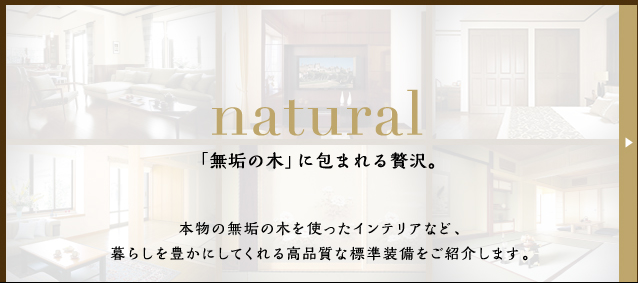 natural
「無垢の木」に包まれる贅沢。
本物の無垢の木を使ったインテリアなど、
暮らしを豊かにしてくれる高品質な標準装備をご紹介します。